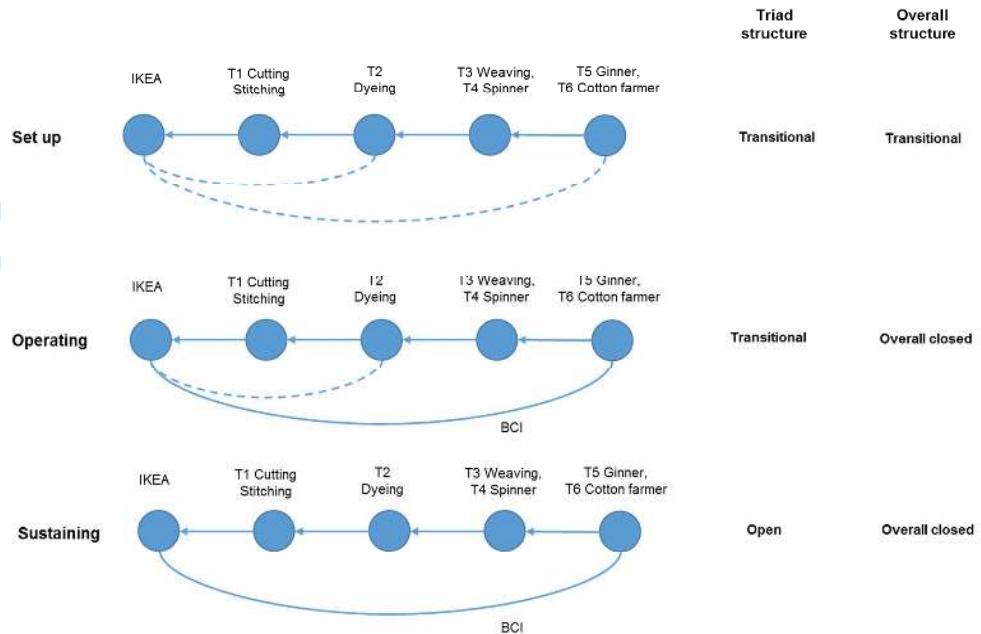 Triad
structure
Overall
structure
IKEA
T1 Cutting
Stitching
T2
Dyeing
T3 Weaving,
T4 Spinner
T5 Ginner,
T6 Cotton farmer
Set up
Transitional
Transitional
IKEA
T1 Cutting
Stitching
T2
Dyeing
T3 Weaving,
T4 Spinner
T5 Ginner,
T6 Cotton farmer
Operating
Transitional
Overall closed
BCI
IKEA
T1 Cutting
Stitching
T2
Dyeing
T3 Weaving,
T4 Spinner
T5 Ginner,
T6 Cotton farmer
Sustaining
Open
Overall closed
BCI